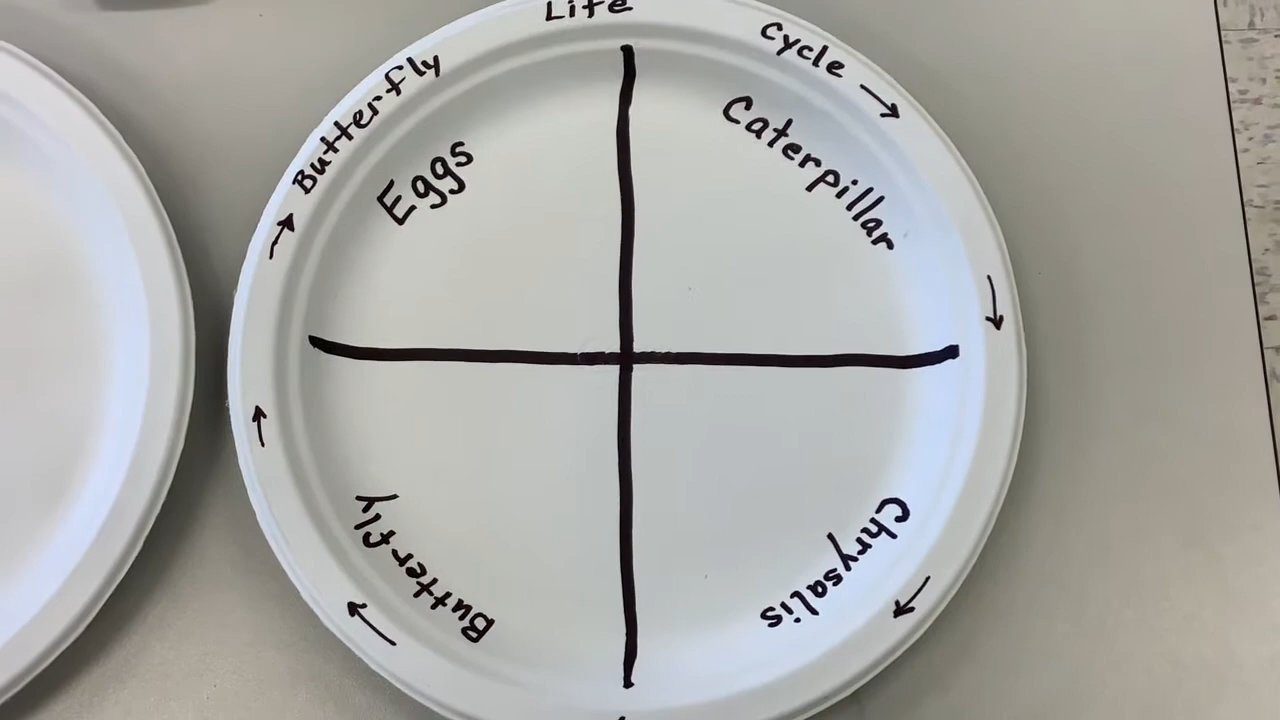 Butterfly Life Cycle
Eggs
Caterpillar
Chrysalis
Butterfly